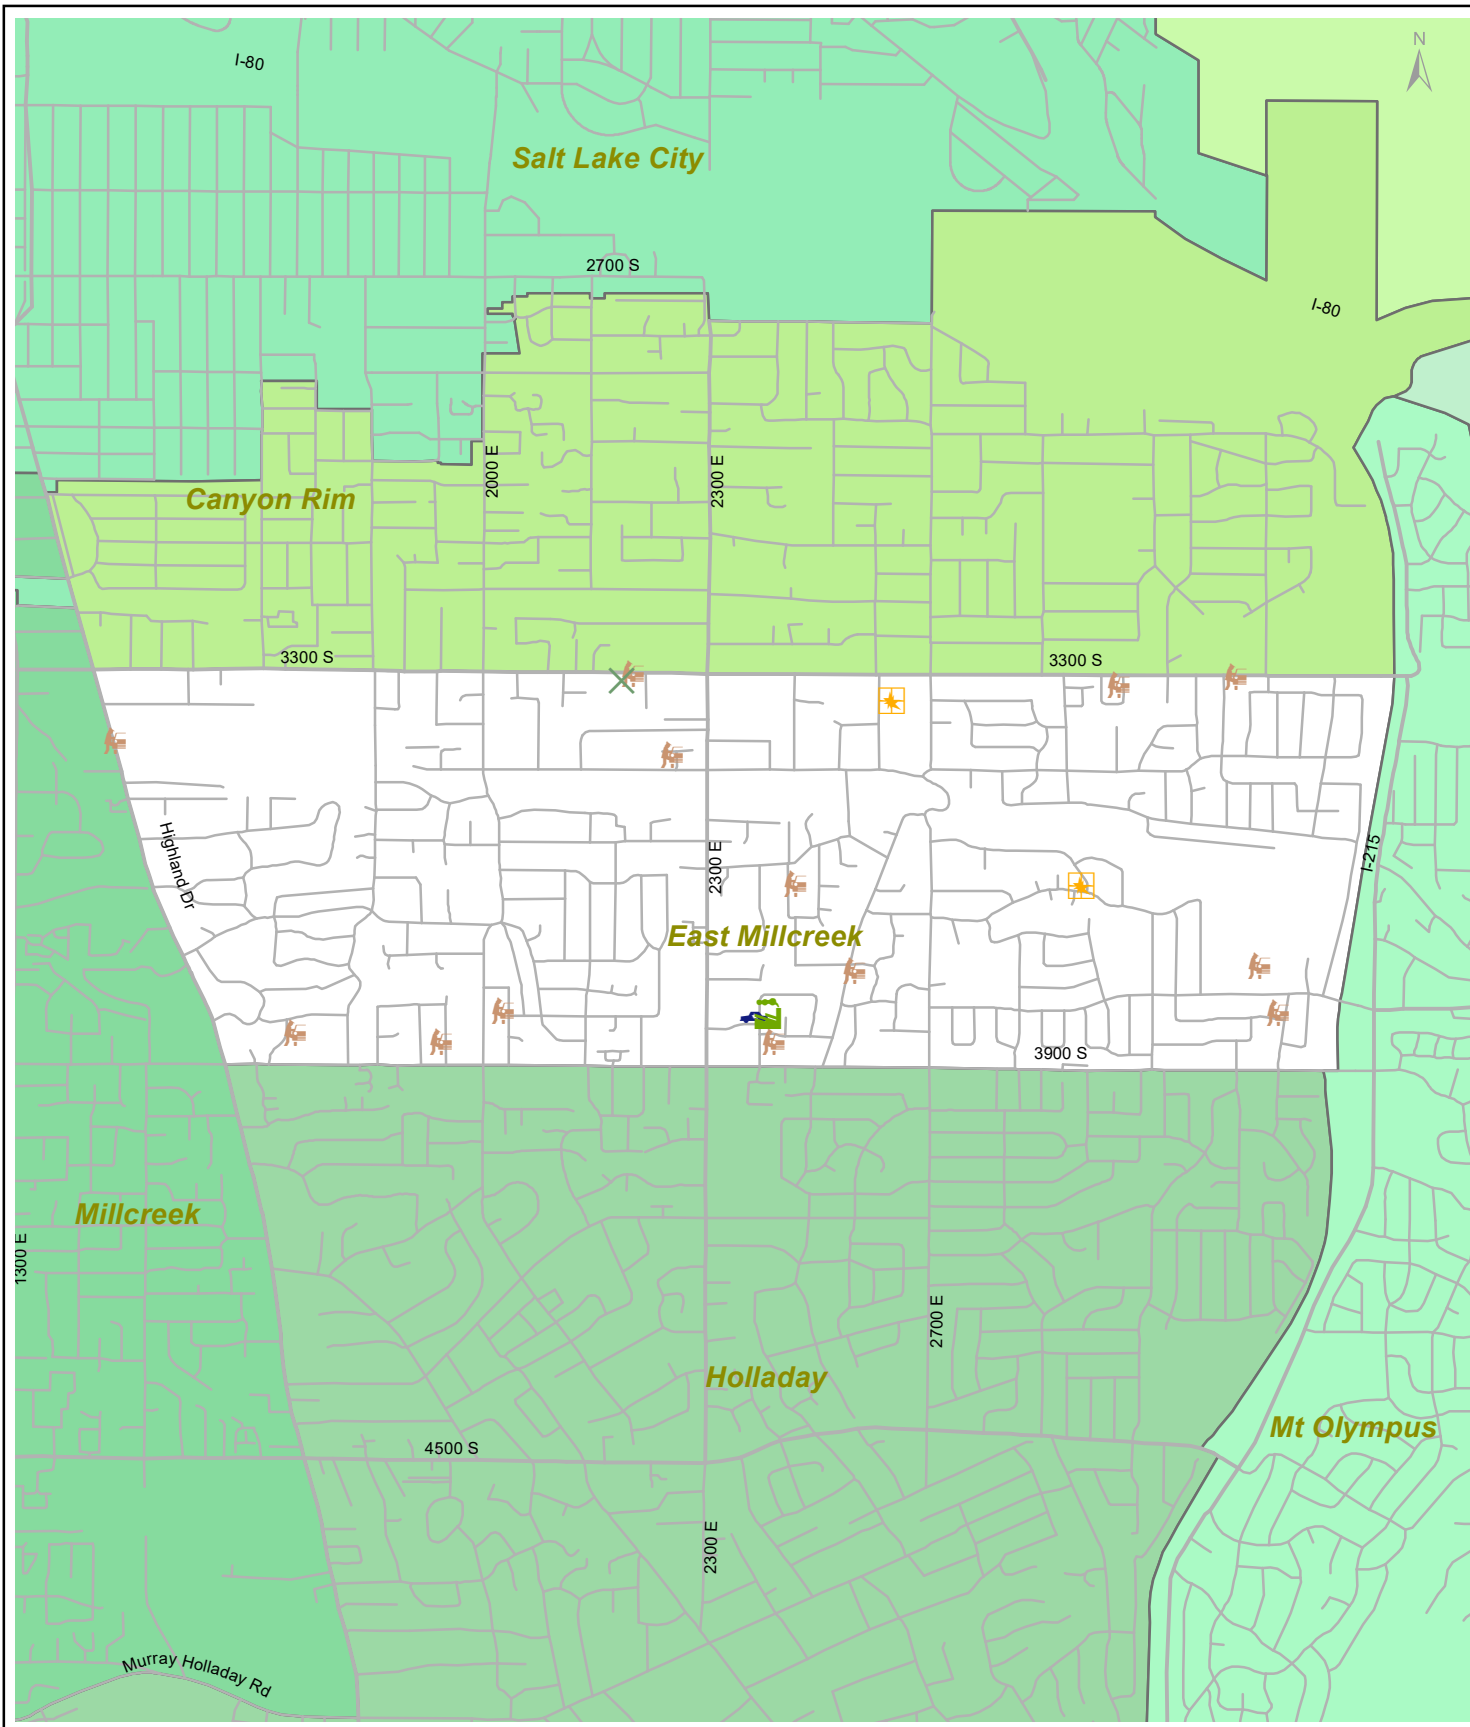 N
I-80
Salt Lake City
2700 S
I-80
2000 E
2300 E
Canyon Rim
3300 S
3300 S
Highland Dr
2300 E
I-215
East Millcreek
3900 S
Millcreek
1300 E
2700 E
Holladay
Mt Olympus
4500 S
2300 E
Murray Holladay Rd